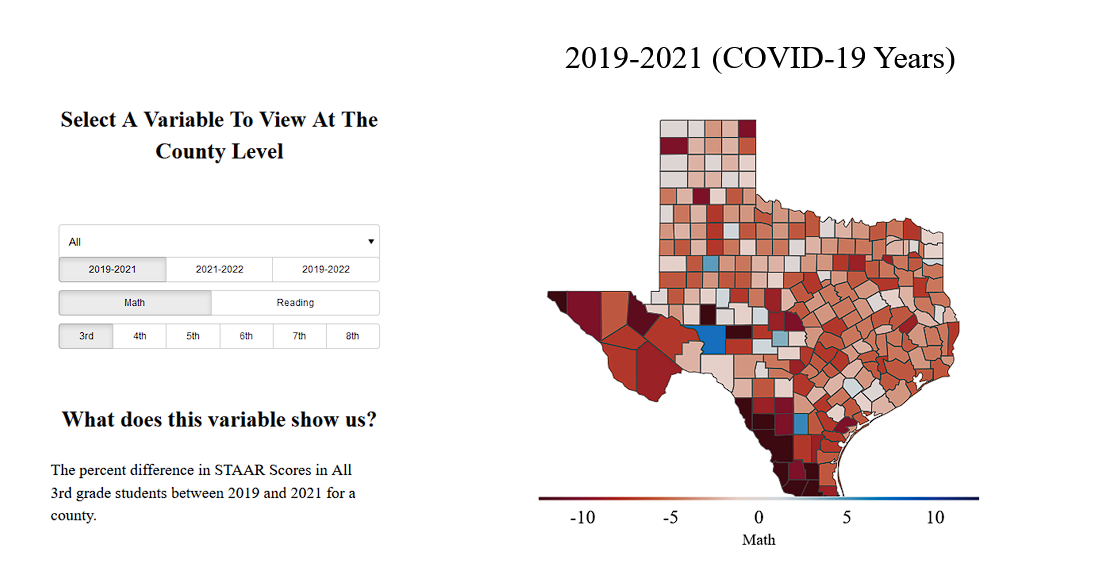 2019-2021 (COVID-19 Years)
Select A Variable To View At The
County Level
All
2019-2021 2021-2022 2019-2022
Math Reading
3rd 4th 5th 6th 7th 8th
What does this variable show us?
The percent difference in STAAR Scores in All
3rd grade students between 2019 and 2021 for a
county.
-10 -5 0 5 10
Math